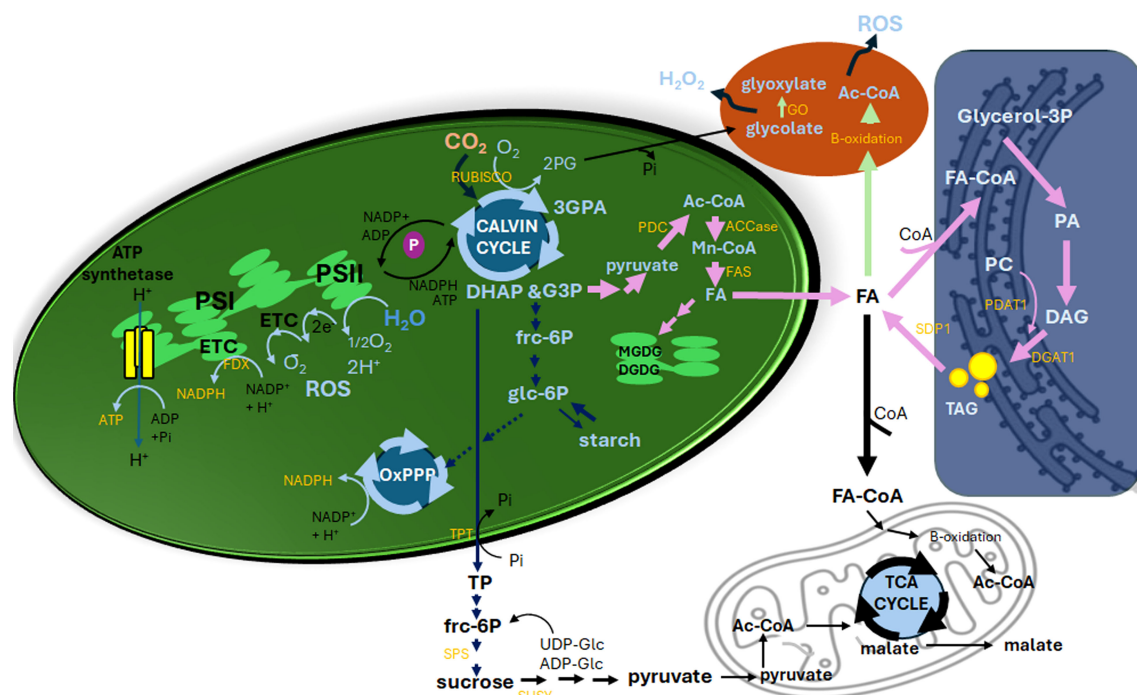 ROS
H₂O₂
glyoxylate
GO
glycolate
Ac-CoA
B-oxidation
Glycerol-3P
FA-CoA
PA
CoA
PC
PDAT1
DAG
SDP1
DGAT1
TAG
CO₂
O₂
2PG
Pi
RUBISCO
3GPA
CALVIN
CYCLE
NADP+
ADP
P
NADPH
ATP
Ac-CoA
PDC
ACCase
Mn-CoA
pyruvate
FAS
DHAP &G3P
FA
FA
ATP
synthetase
H⁺
PSI
PSII
ETC
2e⁻
H₂O
ETC
O₂
1/2O₂
2H⁺
FDX
ROS
NADPH
NADP⁺
+ H⁺
ATP
ADP
+Pi
H⁺
frc-6P
MGDG
DGDG
glc-6P
starch
CoA
OxPPP
NADPH
NADP⁺
+ H⁺
Pi
TPT
Pi
TP
frc-6P
UDP-Glc
ADP-Glc
SPS
sucrose
pyruvate
FA-CoA
B-oxidation
Ac-CoA
TCA
CYCLE
Ac-CoA
malate
malate
pyruvate